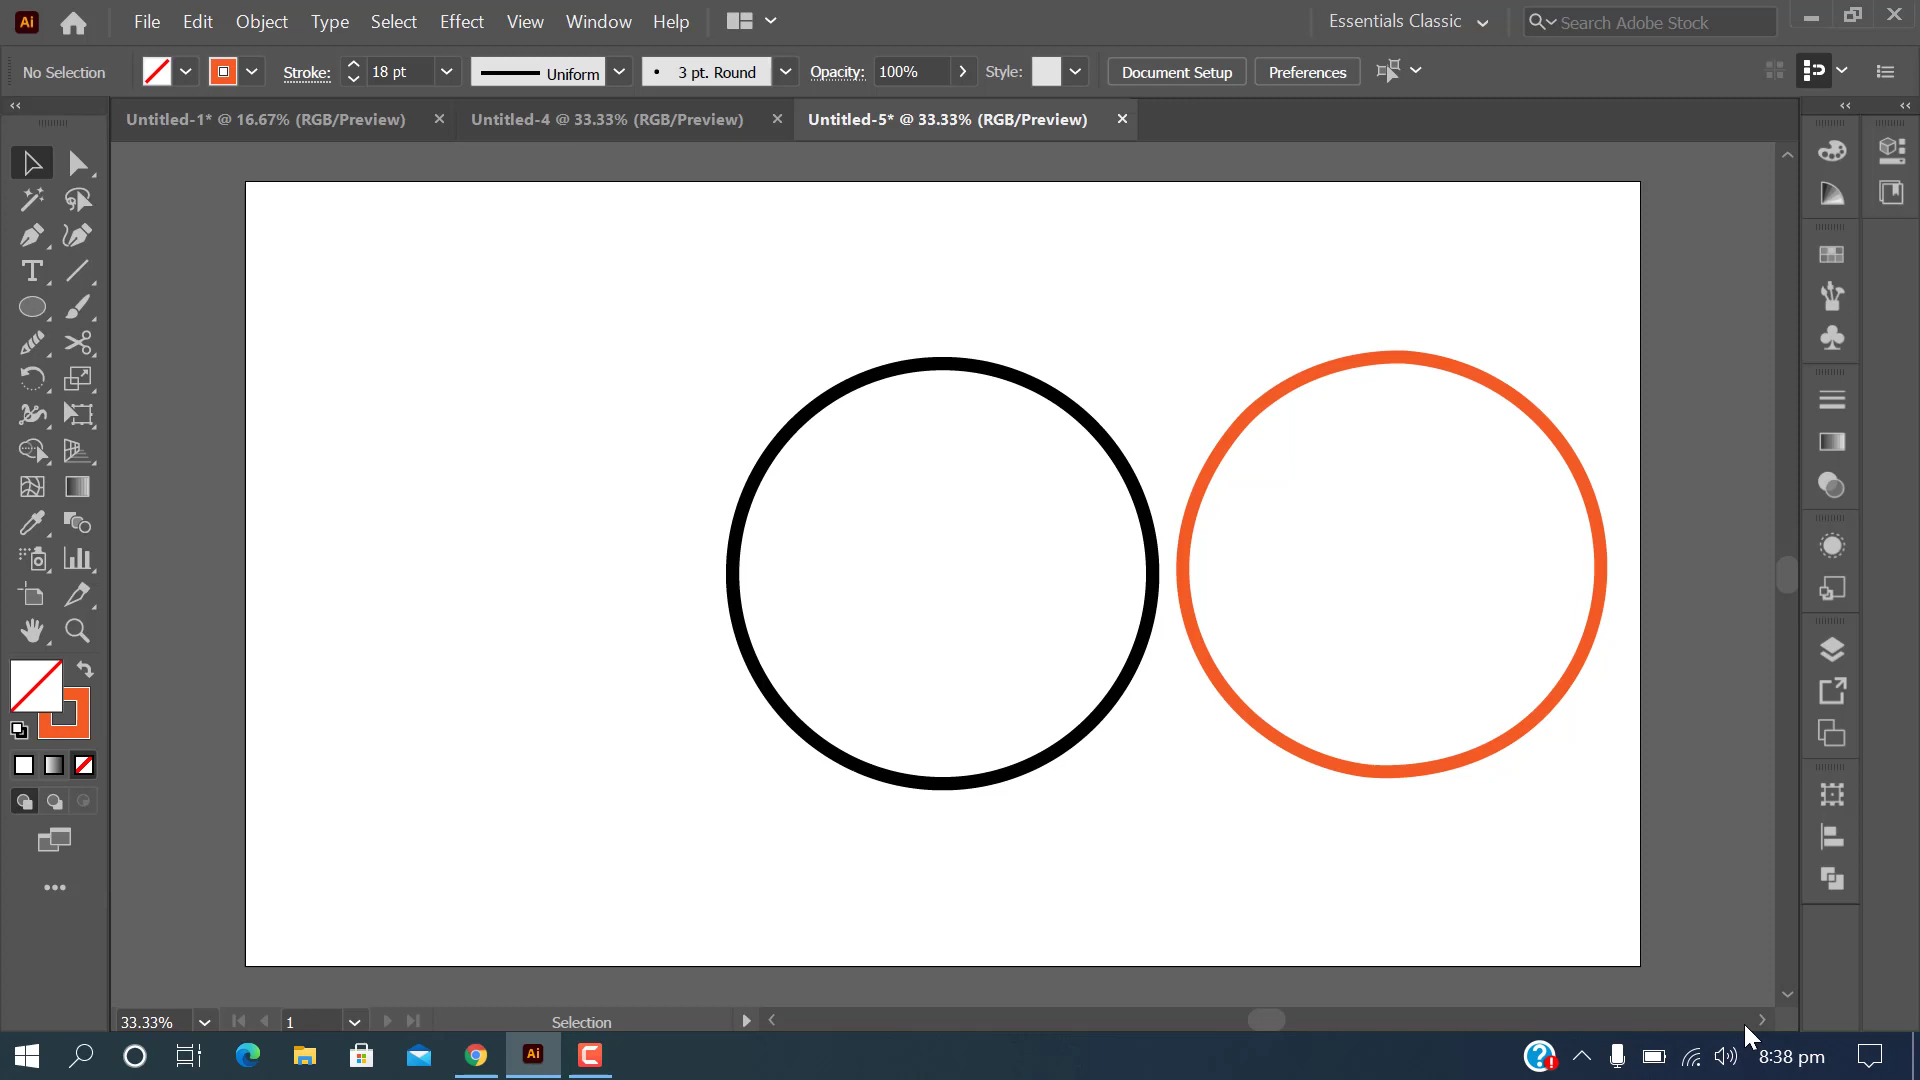 Ai File Edit Object Type Select Effect View Window Help Essentials Classic Search Adobe Stock
No Selection Stroke: 18 pt Uniform 3 pt. Round Opacity: 100% Style: Document Setup Preferences
Untitled-1* @ 16.67% (RGB/Preview) Untitled-4 @ 33.33% (RGB/Preview) Untitled-5* @ 33.33% (RGB/Preview)
33.33% 1 Selection
Ai 8:38 pm